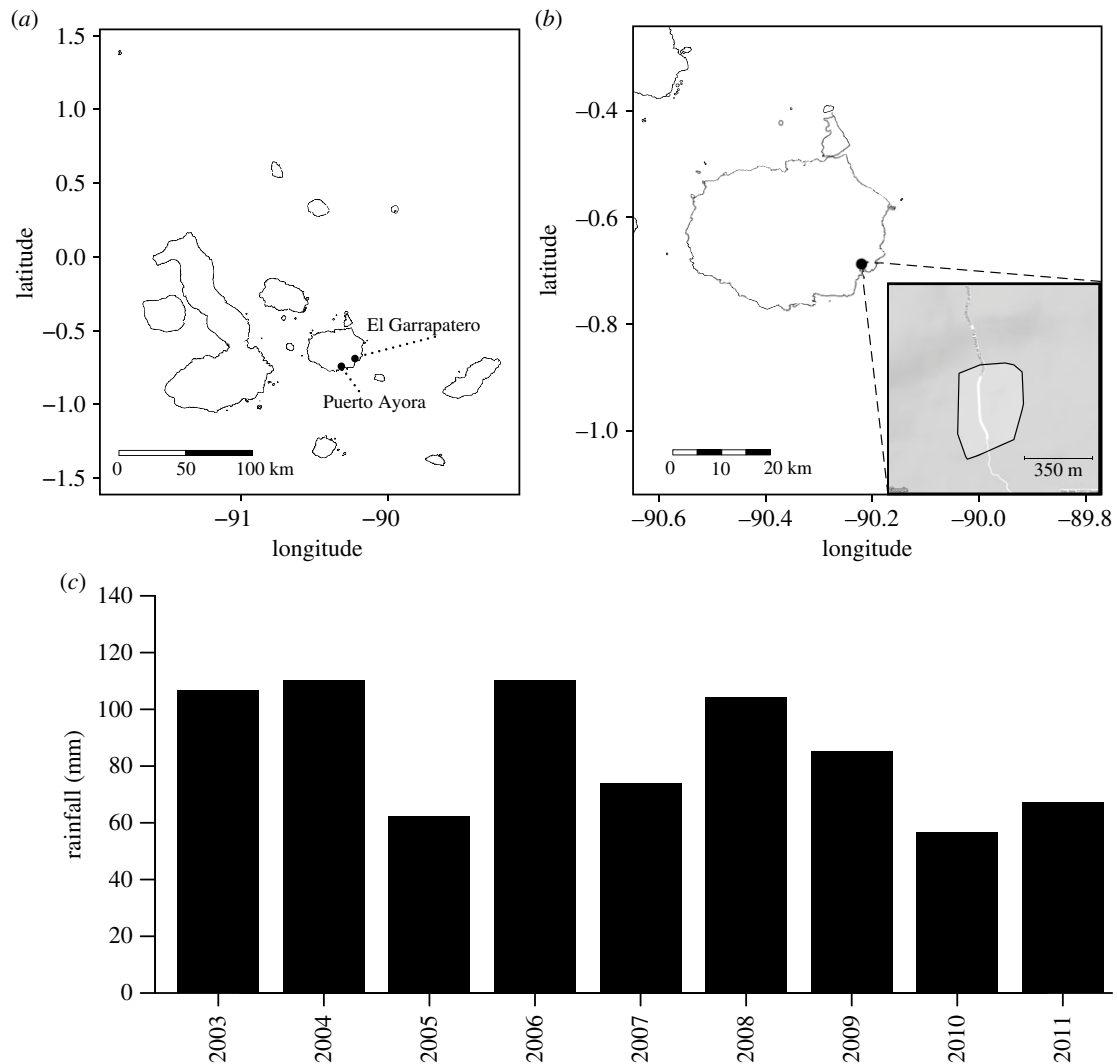 (a)
1.5
1.0
0.5
0.0
–0.5
–1.0
–1.5
latitude
El Garrapatero
Puerto Ayora
0 50 100 km
–91 –90
longitude
(b)
–0.4
–0.6
–0.8
–1.0
latitude
350 m
0 10 20 km
–90.6 –90.4 –90.2 –90.0 –89.8
longitude
(c)
140
120
100
80
60
40
20
0
rainfall (mm)
2003 2004 2005 2006 2007 2008 2009 2010 2011